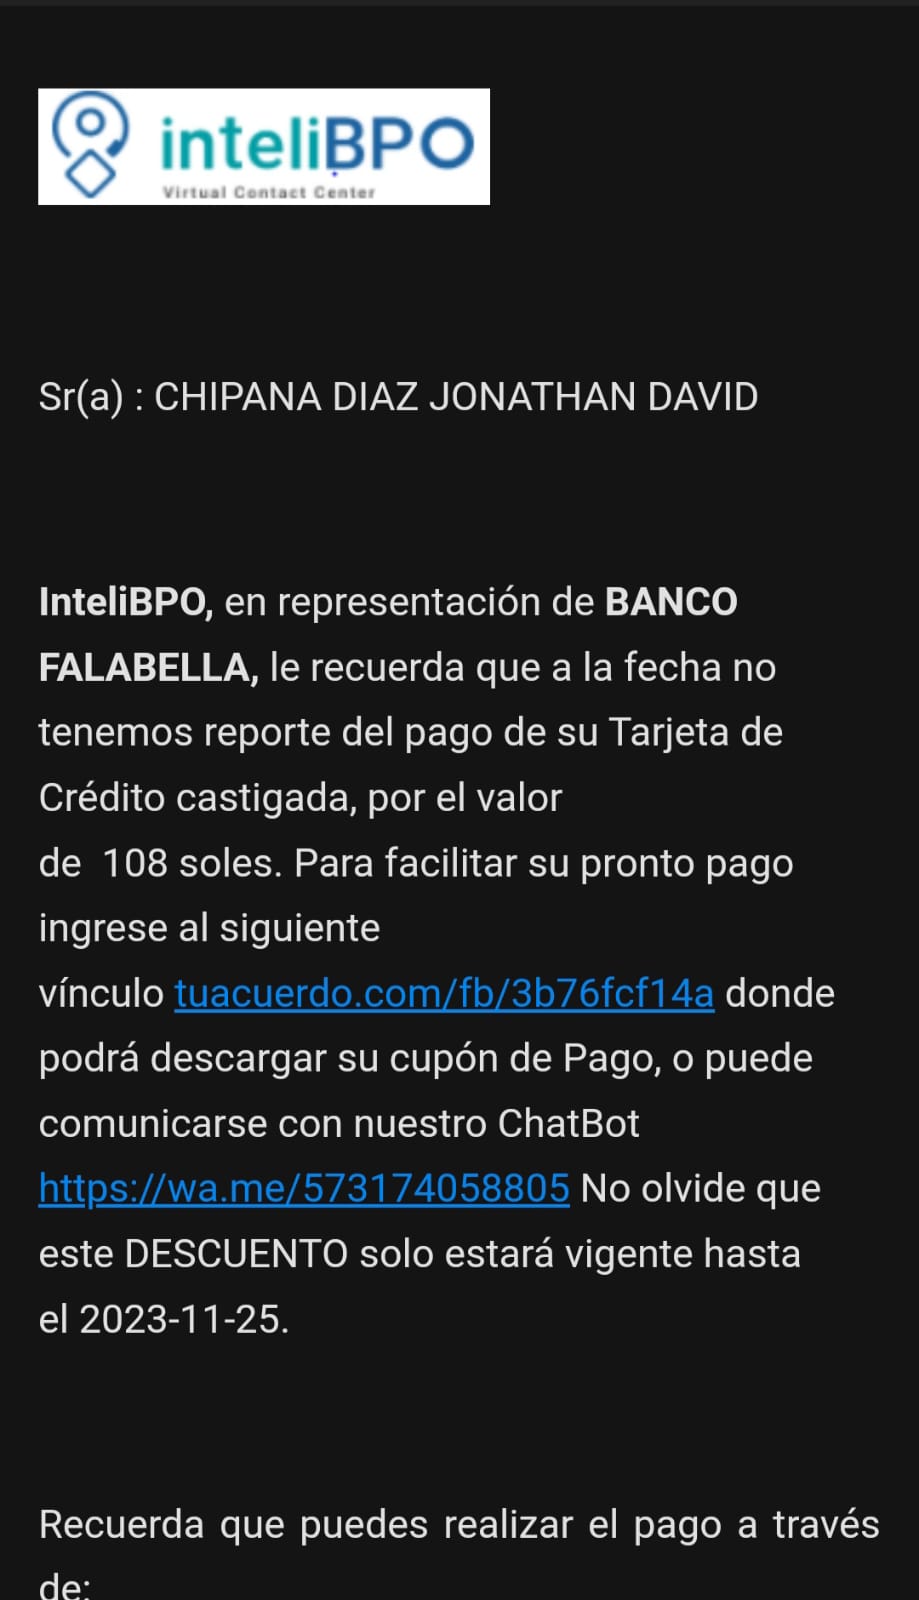 inteliBPO
Virtual Contact Center
Sr(a) : CHIPANA DIAZ JONATHAN DAVID
InteliBPO, en representación de BANCO
FALABELLA, le recuerda que a la fecha no
tenemos reporte del pago de su Tarjeta de
Crédito castigada, por el valor
de  108 soles. Para facilitar su pronto pago
ingrese al siguiente
vínculo tuacuerdo.com/fb/3b76fcf14a donde
podrá descargar su cupón de Pago, o puede
comunicarse con nuestro ChatBot
https://wa.me/573174058805 No olvide que
este DESCUENTO solo estará vigente hasta
el 2023-11-25.
Recuerda que puedes realizar el pago a través
de: